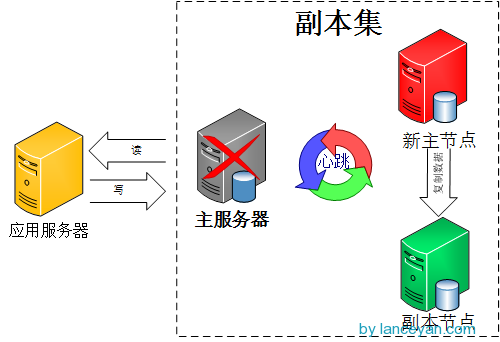 副本集
新主节点
读
心跳
复制数据
写
主服务器
应用服务器
副本节点
by lanceyan.com